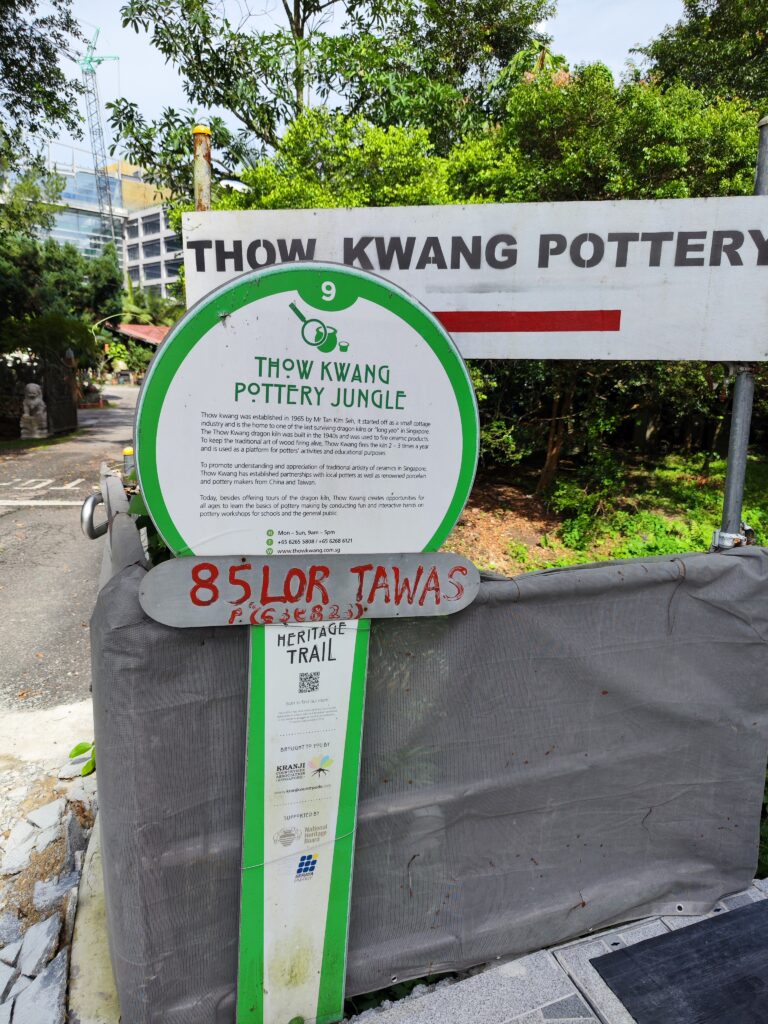 THOW KWANG POTTERY
9
THOW KWANG
POTTERY JUNGLE
Thow kwang was established in 1965 by Mr Tan Kim Seh, it started off as a small cottage
industry and is the home to one of the last surviving dragon kilns or "long yao" in Singapore.
The Thow Kwang dragon kiln was built in the 1940s and was used to fire ceramic products.
To keep the traditional art of wood firing alive, Thow Kwang fires the kiln 2 - 3 times a year
and is used as a platform for potters' activities and educational purposes.
To promote understanding and appreciation of traditional artistry of ceramics in Singapore,
Thow Kwang has established partnerships with local potters as well as renowned porcelain
and pottery makers from China and Taiwan.
Today, besides offering tours of the dragon kiln, Thow Kwang creates opportunities for
all ages to learn the basics of pottery making by conducting fun and interactive hands on
pottery workshops for schools and the general public.
Mon – Sun, 9am – 5pm
+65 6265 5808 / +65 6268 6121
www.thowkwang.com.sg
85 LOR TAWAS
HERITAGE
TRAIL
BROUGHT TO YOU BY
KRANJI
COUNTRYSIDE
ASSOCIATION
SUPPORTED BY
National
Heritage
Board